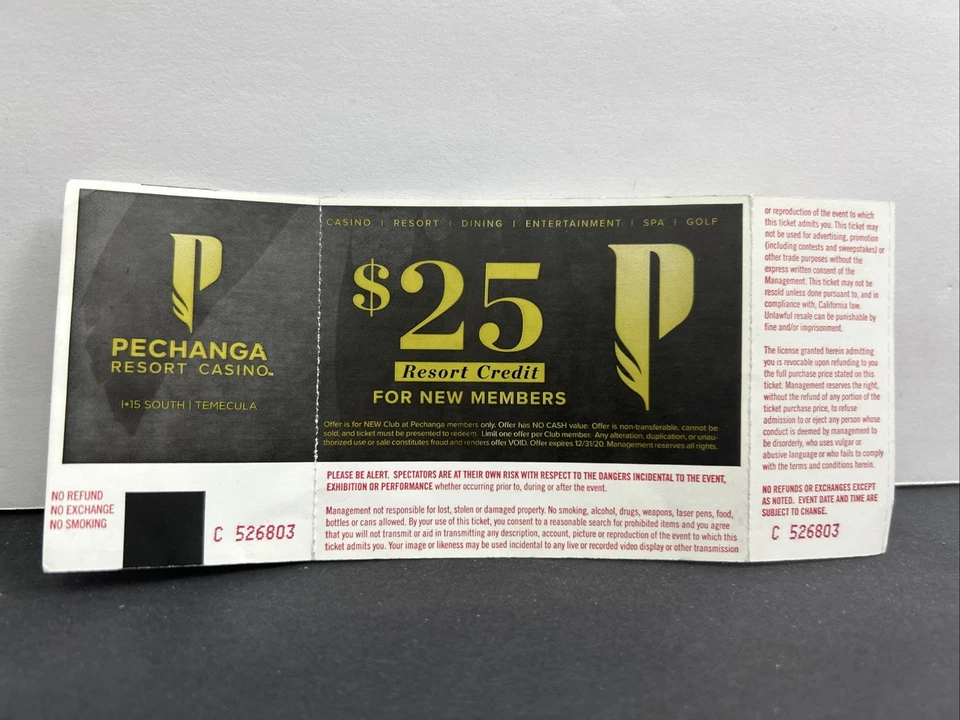 PECHANGA
RESORT CASINO™
I•15 SOUTH | TEMECULA
NO REFUND
NO EXCHANGE
NO SMOKING
C 526803
CASINO | RESORT | DINING | ENTERTAINMENT | SPA | GOLF
$25
Resort Credit
FOR NEW MEMBERS
Offer is for NEW Club at Pechanga members only. Offer has NO CASH value. Offer is non-transferable, cannot be
sold, and ticket must be presented to redeem. Limit one offer per Club member. Any alteration, duplication, or unau-
thorized use or sale constitutes fraud and renders offer VOID. Offer expires 12/31/20. Management reserves all rights.
PLEASE BE ALERT. SPECTATORS ARE AT THEIR OWN RISK WITH RESPECT TO THE DANGERS INCIDENTAL TO THE EVENT,
EXHIBITION OR PERFORMANCE whether occurring prior to, during or after the event.
Management not responsible for lost, stolen or damaged property. No smoking, alcohol, drugs, weapons, laser pens, food,
bottles or cans allowed. By your use of this ticket, you consent to a reasonable search for prohibited items and you agree
that you will not transmit or aid in transmitting any description, account, picture or reproduction of the event to which this
ticket admits you. Your image or likeness may be used incidental to any live or recorded video display or other transmission
or reproduction of the event to which
this ticket admits you. This ticket may
not be used for advertising, promotion
(including contests and sweepstakes) or
other trade purposes without the
express written consent of the
Management. This ticket may not be
resold unless done pursuant to, and in
compliance with, California law.
Unlawful resale can be punishable by
fine and/or imprisonment.
The license granted herein admitting
you is revocable upon refunding to you
the full purchase price stated on this
ticket. Management reserves the right,
without the refund of any portion of the
ticket purchase price, to refuse
admission to or eject any person whose
conduct is deemed by management to
be disorderly, who uses vulgar or
abusive language or who fails to comply
with the terms and conditions herein.
NO REFUNDS OR EXCHANGES EXCEPT
AS NOTED. EVENT DATE AND TIME ARE
SUBJECT TO CHANGE.
C 526803